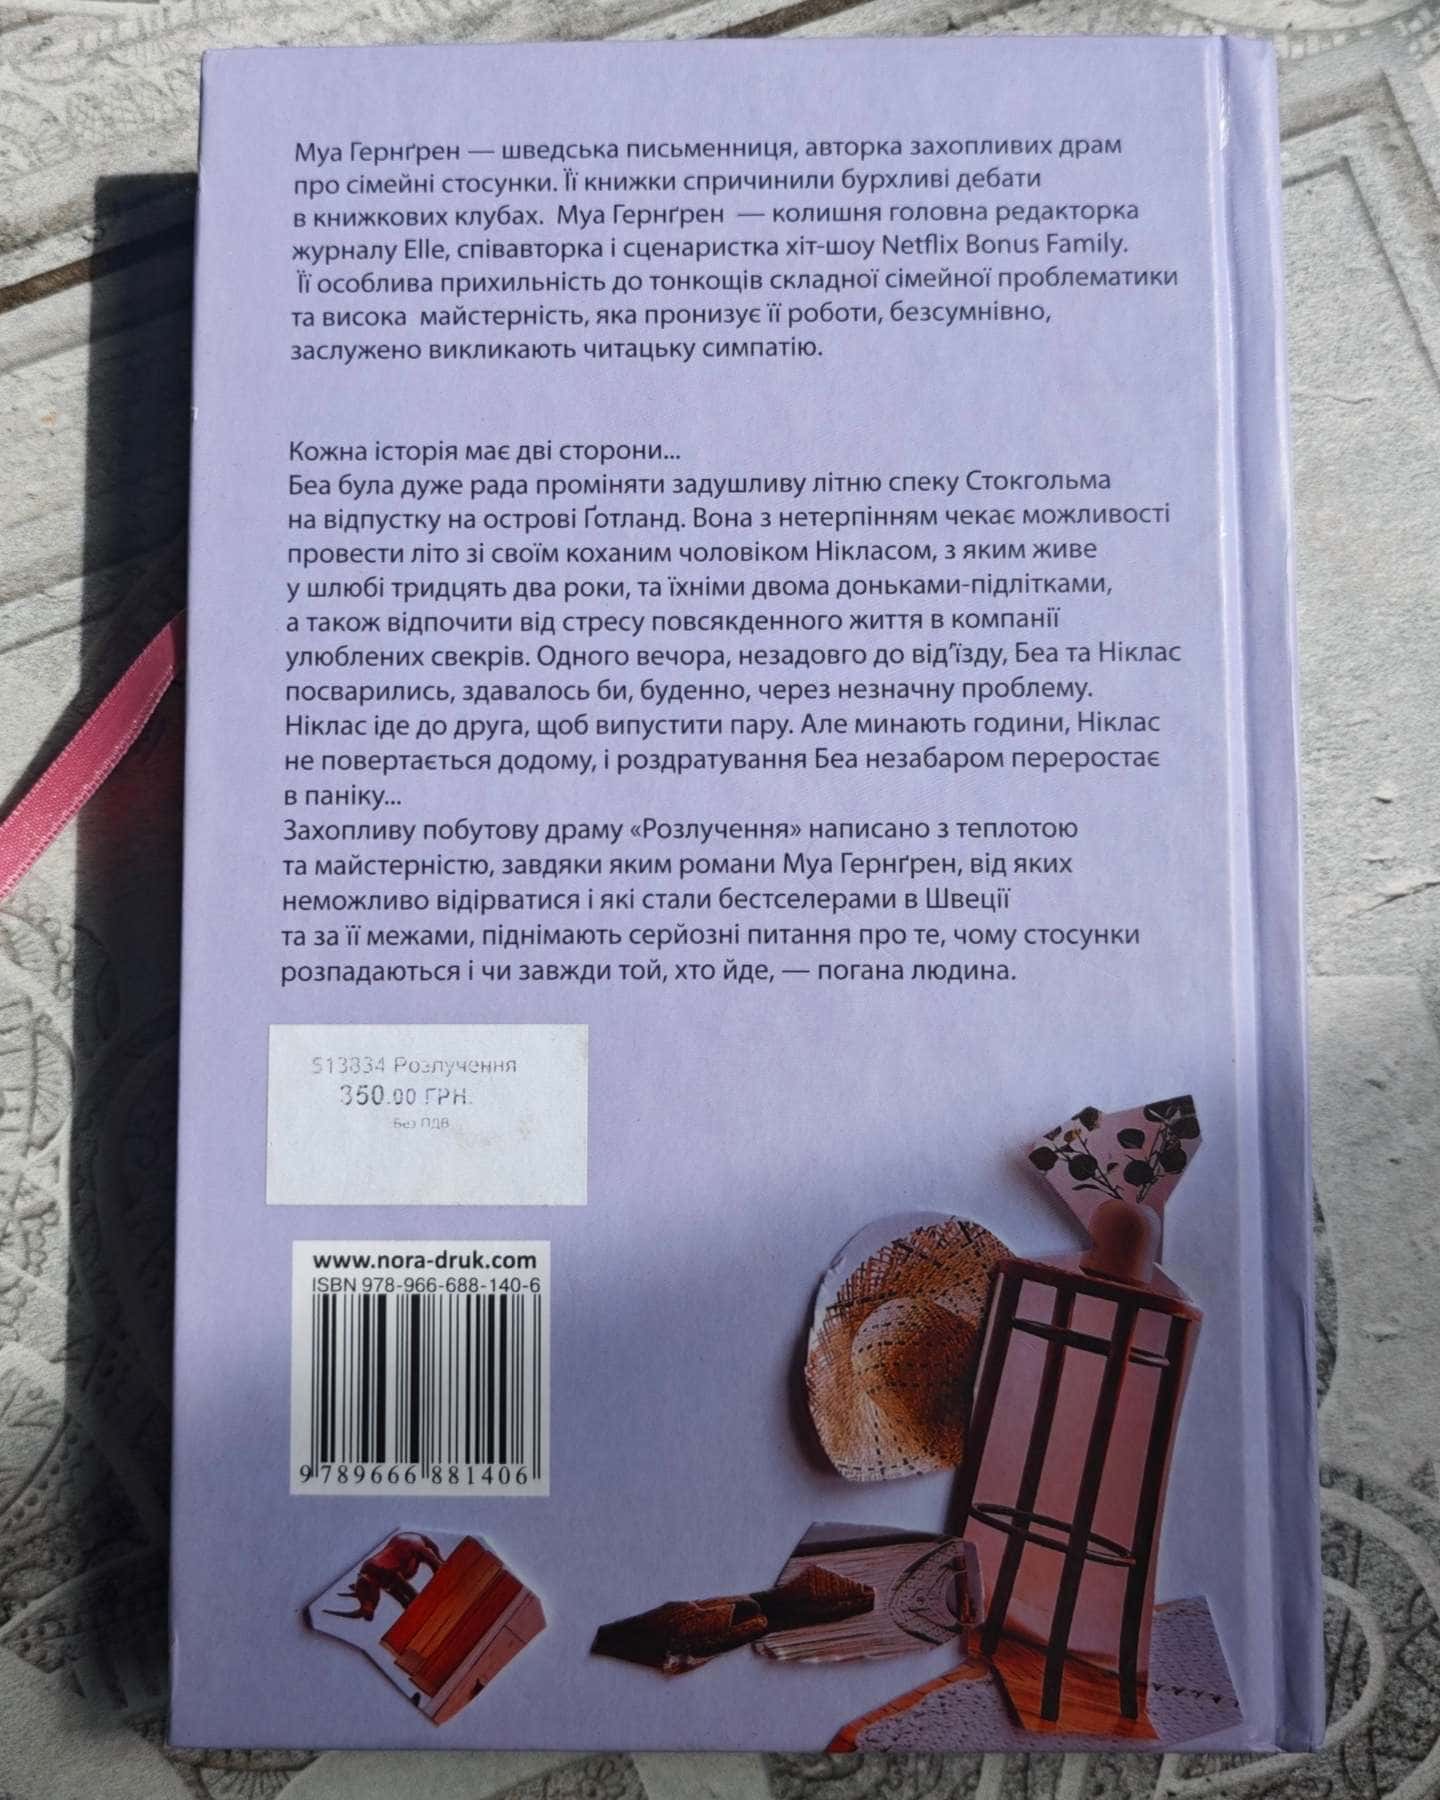 Муа Гернґрен — шведська письменниця, авторка захопливих драм
про сімейні стосунки. Її книжки спричинили бурхливі дебати
в книжкових клубах. Муа Гернґрен — колишня головна редакторка
журналу Elle, співавторка і сценаристка хіт-шоу Netflix Bonus Family.
Її особлива прихильність до тонкощів складної сімейної проблематики
та висока майстерність, яка пронизує її роботи, безсумнівно,
заслужено викликають читацьку симпатію.
Кожна історія має дві сторони...
Беа була дуже рада проміняти задушливу літню спеку Стокгольма
на відпустку на острові Ґотланд. Вона з нетерпінням чекає можливості
провести літо зі своїм коханим чоловіком Нікласом, з яким живе
у шлюбі тридцять два роки, та їхніми двома доньками-підлітками,
а також відпочити від стресу повсякденного життя в компанії
улюблених свекрів. Одного вечора, незадовго до від’їзду, Беа та Ніклас
посварились, здавалось би, буденно, через незначну проблему.
Ніклас іде до друга, щоб випустити пару. Але минають години, Ніклас
не повертається додому, і роздратування Беа незабаром переростає
в паніку...
Захопливу побутову драму «Розлучення» написано з теплотою
та майстерністю, завдяки яким романи Муа Гернґрен, від яких
неможливо відірватися і які стали бестселерами в Швеції
та за її межами, піднімають серйозні питання про те, чому стосунки
розпадаються і чи завжди той, хто йде, — погана людина.
513834 Розлучення
350.00 ГРН.
Без ПДВ
www.nora-druk.com
ISBN 978-966-688-140-6
9 789666 881406